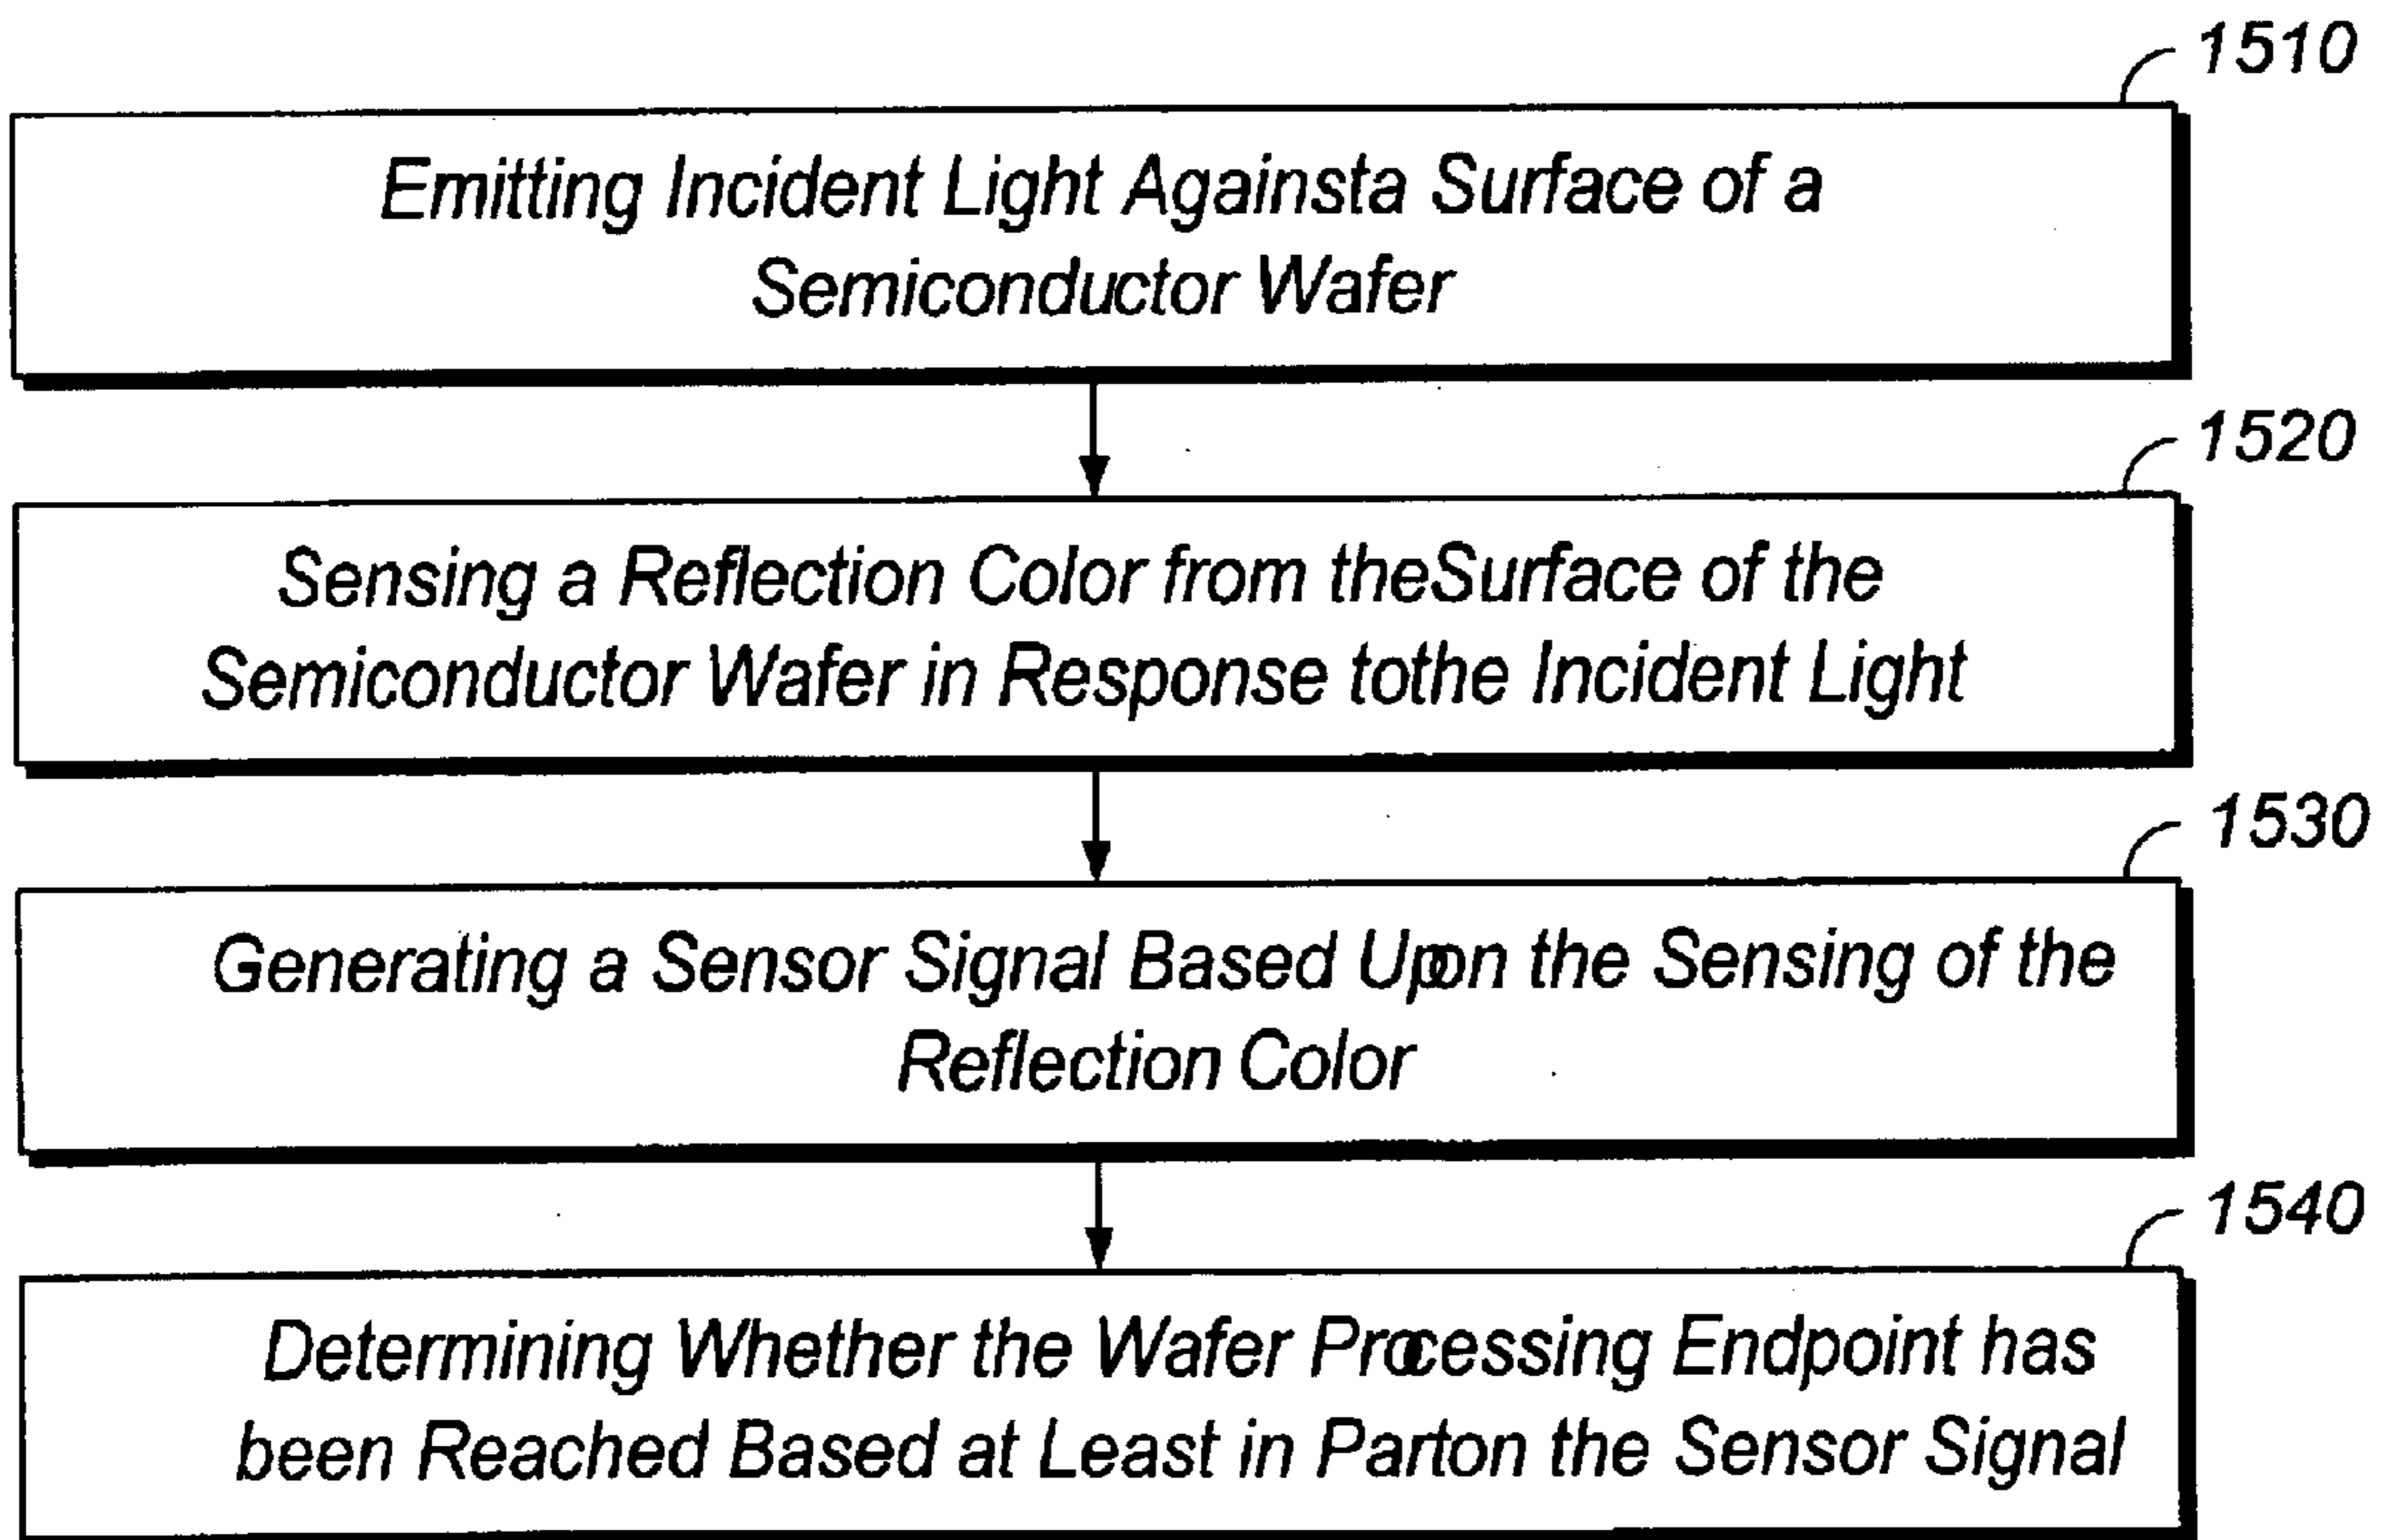 1510
Emitting Incident Light Againsta Surface of a
Semiconductor Wafer
1520
Sensing a Reflection Color from theSurface of the
Semiconductor Wafer in Response tothe Incident Light
1530
Generating a Sensor Signal Based Upon the Sensing of the
Reflection Color
1540
Determining Whether the Wafer Processing Endpoint has
been Reached Based at Least in Parton the Sensor Signal